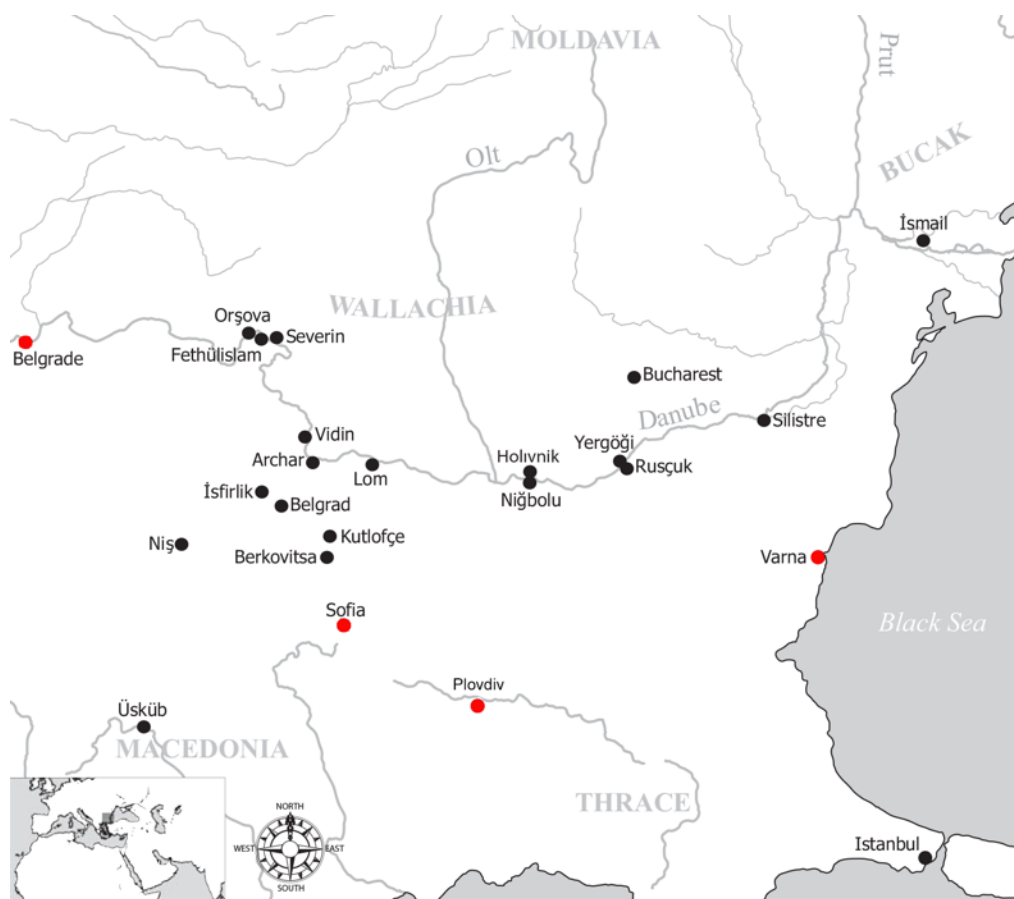 MOLDAVIA
Prut
Olt
BUCAK
İsmail
WALLACHIA
Orşova
Severin
Fethülislam
Belgrade
Bucharest
Danube
Silistre
Vidin
Yergöği
Archar
Holıvnik
Rusçuk
Lom
İsfirlik
Niğbolu
Belgrad
Kutlofçe
Niş
Berkovitsa
Varna
Sofia
Black Sea
Plovdiv
Üsküb
MACEDONIA
THRACE
NORTH
WEST
EAST
SOUTH
Istanbul